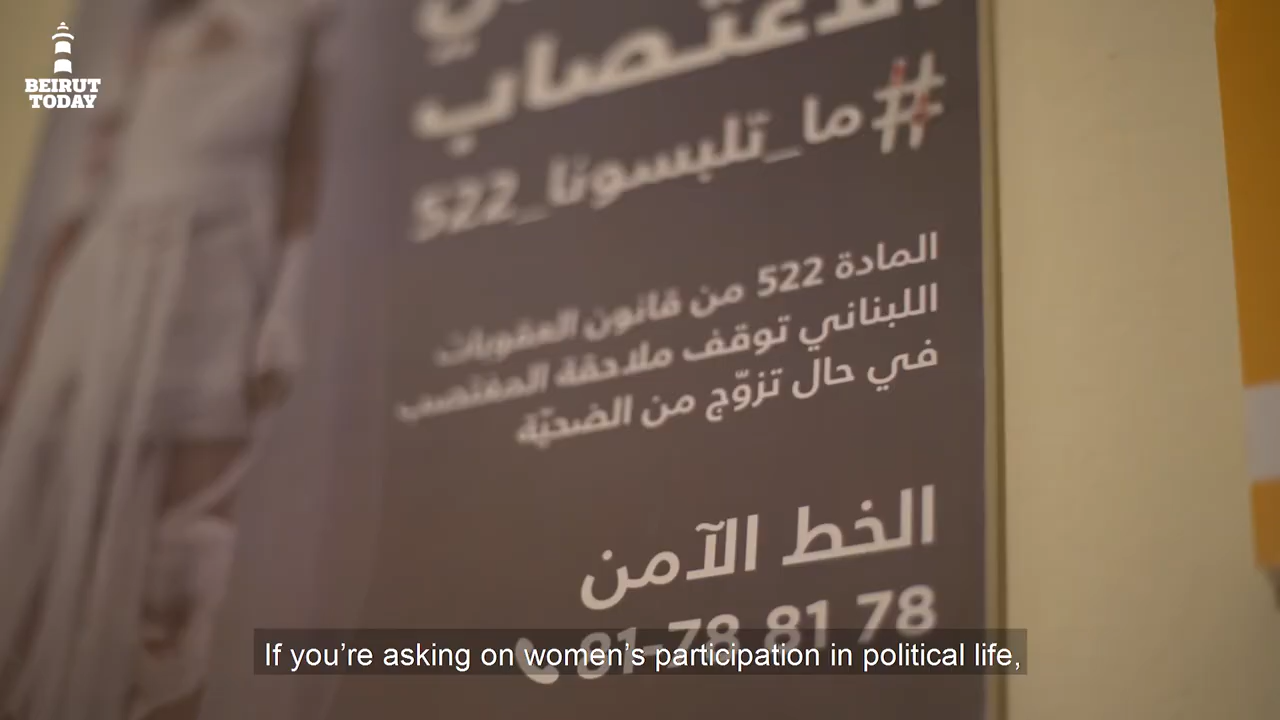 BEIRUT
TODAY
الاغتصاب
#ما_تلبسونا_522
المادة 522 من قانون العقوبات
اللبناني توقف ملاحقة المغتصب
في حال تزوّج من الضحيّة
الخط الآمن
81-78 81 78
If you're asking on women's participation in political life,